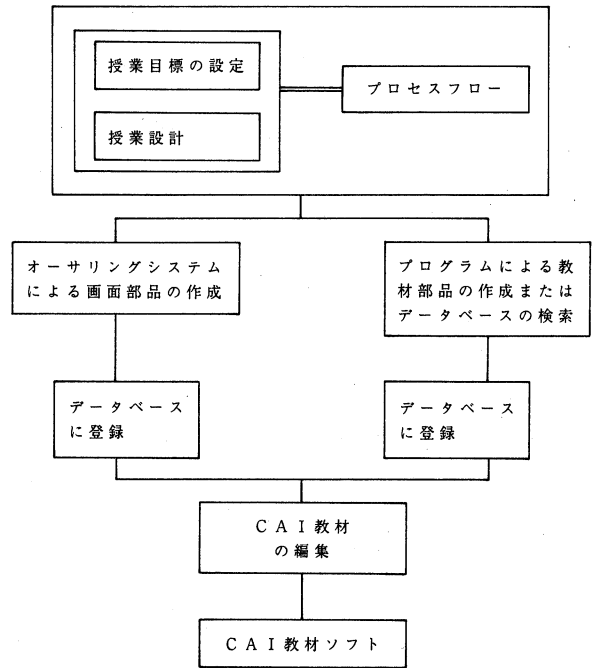 授業目標の設定
プロセスフロー
授業設計
オーサリングシステム
による画面部品の作成
プログラムによる教
材部品の作成または
データベースの検索
データベース
に登録
データベース
に登録
CAI教材
の編集
CAI教材ソフト